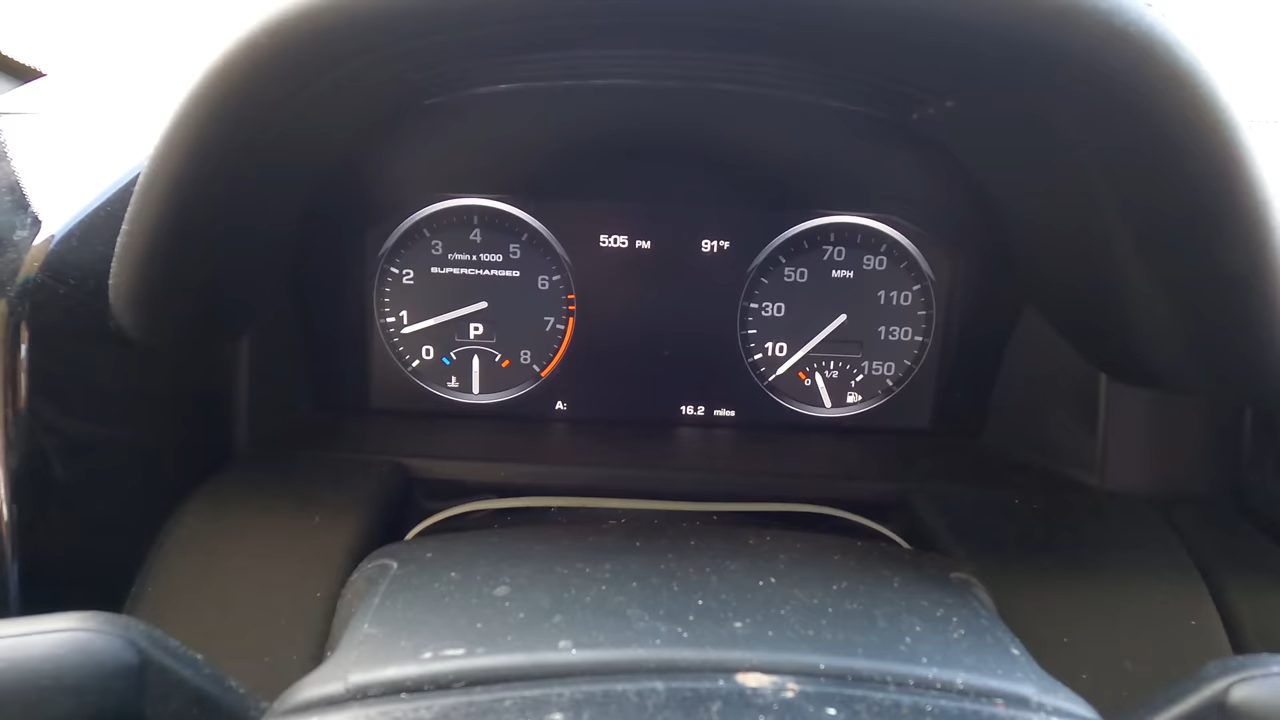 5:05 PM
91°F
0 1 2 3 4 5 6 7 8
r/min x 1000
SUPERCHARGED
P
10 30 50 70 90 110 130 150
MPH
0 1/2 1
A:
16.2 miles